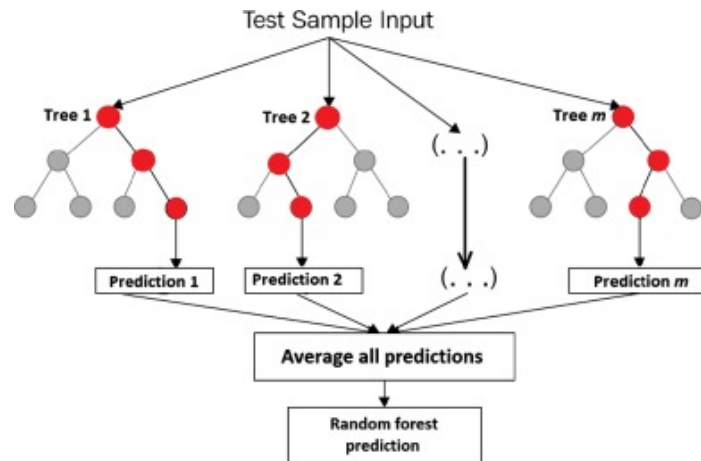 Test Sample Input
Tree 1
Tree 2
(. . .)
Tree m
Prediction 1
Prediction 2
(. . .)
Prediction m
Average all predictions
Random forest
prediction